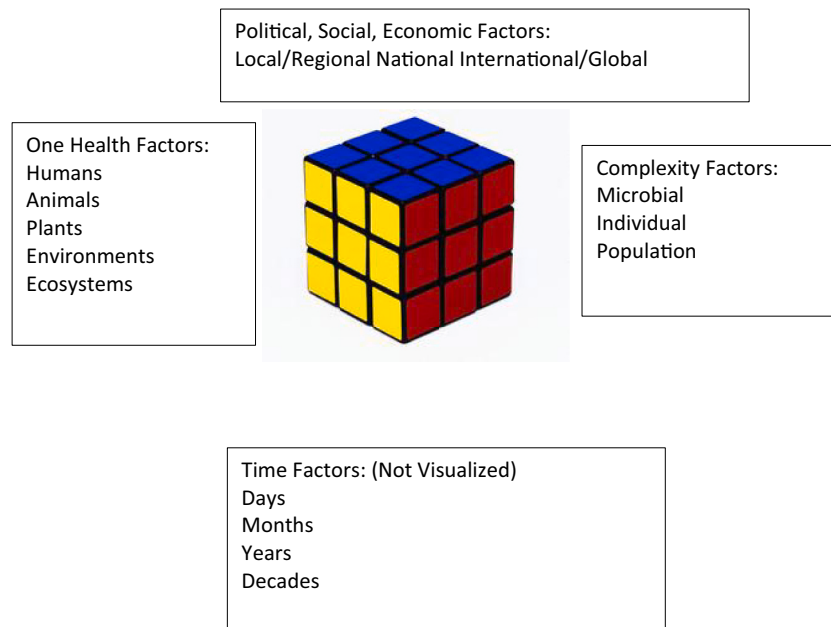 Political, Social, Economic Factors:
Local/Regional National International/Global
One Health Factors:
Humans
Animals
Plants
Environments
Ecosystems
Complexity Factors:
Microbial
Individual
Population
Time Factors: (Not Visualized)
Days
Months
Years
Decades